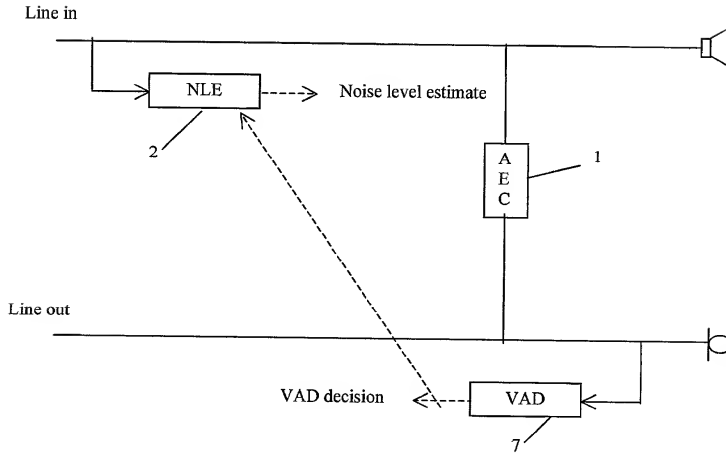 Line in
NLE
Noise level estimate
2
A
E
C
1
Line out
VAD decision
VAD
7